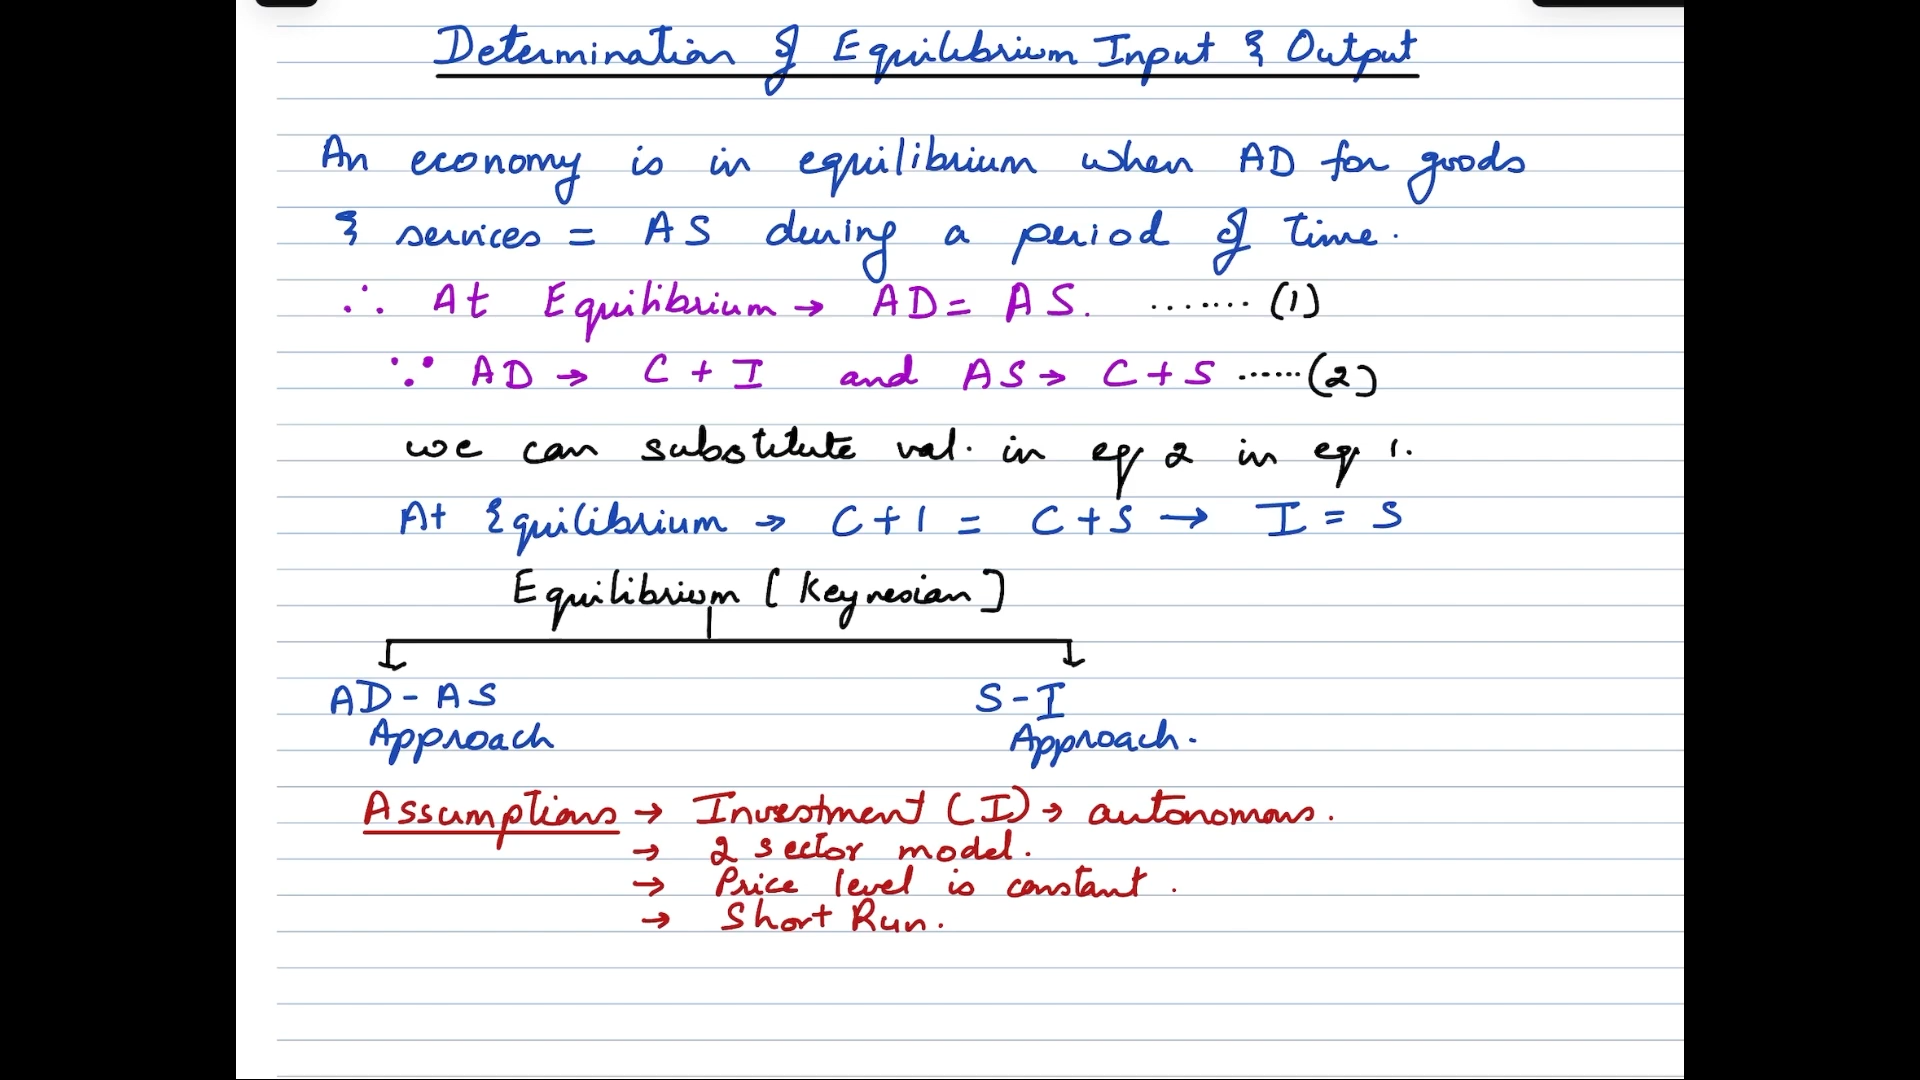 Determination of Equilibrium Input & Output
An economy is in equilibrium when AD for goods
& services = AS during a period of time.
∴ At Equilibrium → AD = AS. ....... (1)
∵ AD → C + I and AS → C + S ...... (2)
we can substitute val. in eq 2 in eq 1.
At Equilibrium → C + I = C + S → I = S
Equilibrium [Keynesian]
AD - AS
Approach
S - I
Approach.
Assumptions → Investment (I) → autonomous.
→ 2 sector model.
→ Price level is constant.
→ Short Run.